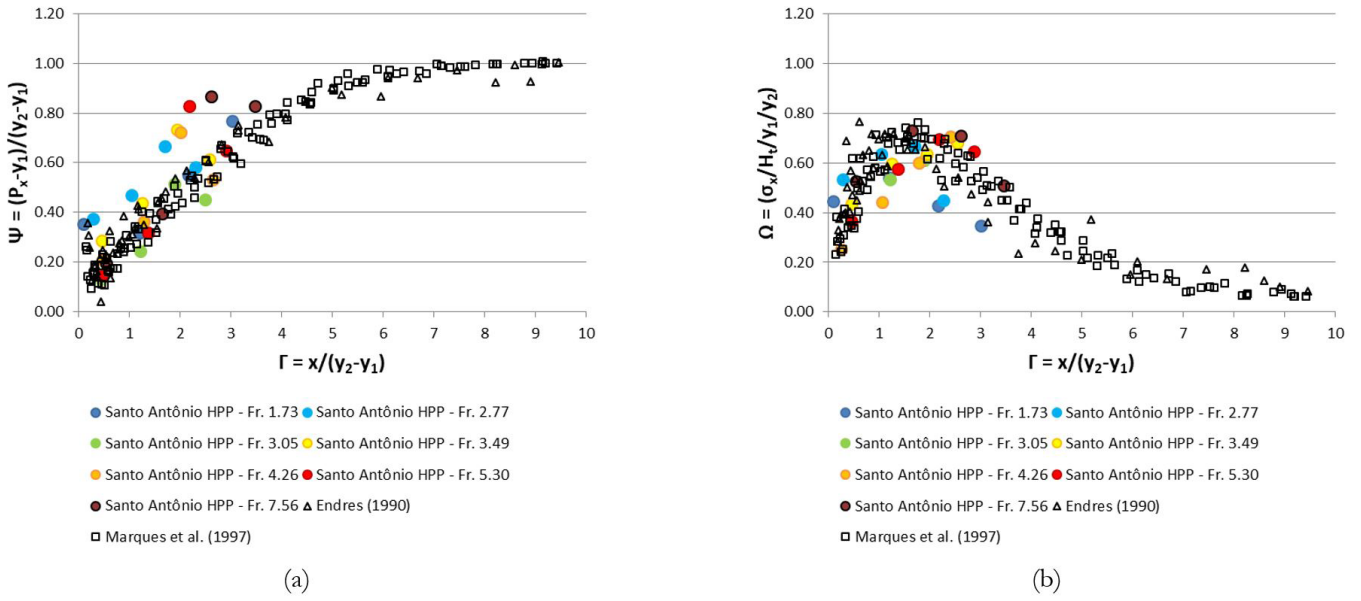 1.20
1.00
0.80
0.60
0.40
0.20
0.00
Ψ = (Px-y1)/(y2-y1)
0 1 2 3 4 5 6 7 8 9 10
Γ = x/(y2-y1)
Santo Antônio HPP - Fr. 1.73 Santo Antônio HPP - Fr. 2.77
Santo Antônio HPP - Fr. 3.05 Santo Antônio HPP - Fr. 3.49
Santo Antônio HPP - Fr. 4.26 Santo Antônio HPP - Fr. 5.30
Santo Antônio HPP - Fr. 7.56 Endres (1990)
Marques et al. (1997)
(a)
1.20
1.00
0.80
0.60
0.40
0.20
0.00
Ω = (σx/Ht/y1/y2)
0 1 2 3 4 5 6 7 8 9 10
Γ = x/(y2-y1)
Santo Antônio HPP - Fr. 1.73 Santo Antônio HPP - Fr. 2.77
Santo Antônio HPP - Fr. 3.05 Santo Antônio HPP - Fr. 3.49
Santo Antônio HPP - Fr. 4.26 Santo Antônio HPP - Fr. 5.30
Santo Antônio HPP - Fr. 7.56 Endres (1990)
Marques et al. (1997)
(b)